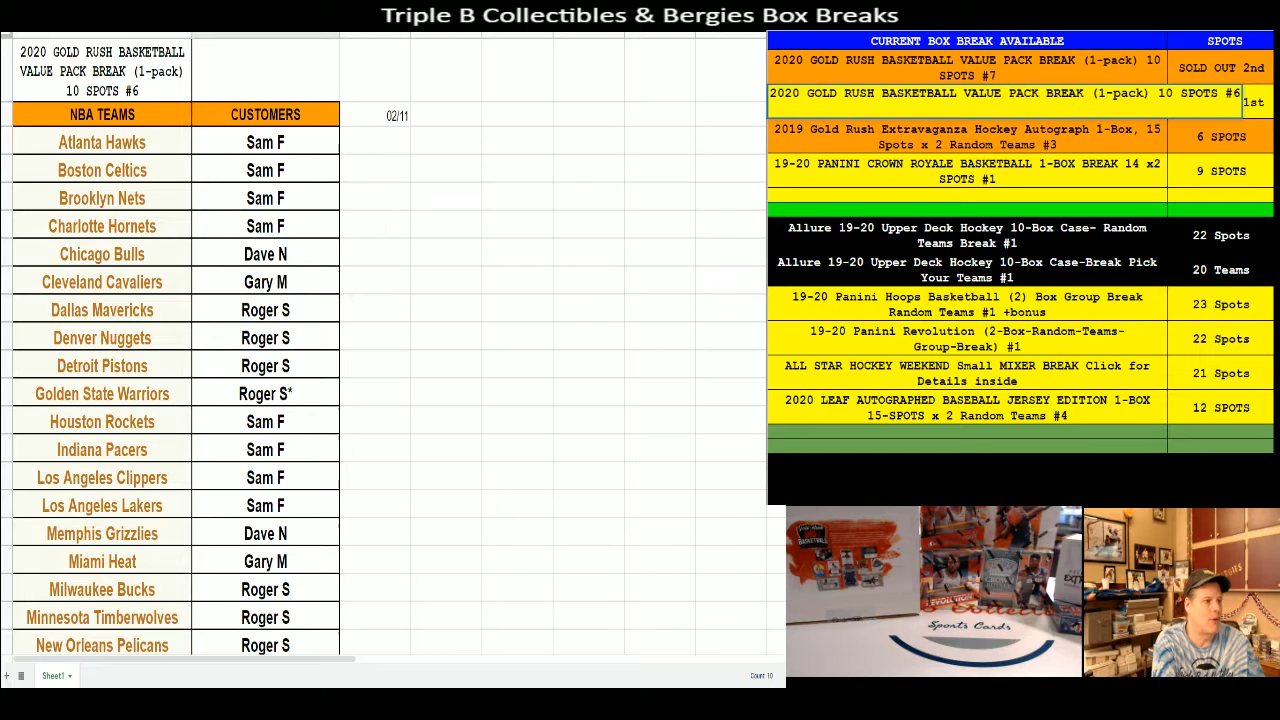 Triple B Collectibles & Bergies Box Breaks
2020 GOLD RUSH BASKETBALL
VALUE PACK BREAK (1-pack)
10 SPOTS #6
NBA TEAMS CUSTOMERS
02/11
Atlanta Hawks Sam F
Boston Celtics Sam F
Brooklyn Nets Sam F
Charlotte Hornets Sam F
Chicago Bulls Dave N
Cleveland Cavaliers Gary M
Dallas Mavericks Roger S
Denver Nuggets Roger S
Detroit Pistons Roger S
Golden State Warriors Roger S*
Houston Rockets Sam F
Indiana Pacers Sam F
Los Angeles Clippers Sam F
Los Angeles Lakers Sam F
Memphis Grizzlies Dave N
Miami Heat Gary M
Milwaukee Bucks Roger S
Minnesota Timberwolves Roger S
New Orleans Pelicans Roger S
Sheet1
Count: 10
CURRENT BOX BREAK AVAILABLE SPOTS
2020 GOLD RUSH BASKETBALL VALUE PACK BREAK (1-pack) 10
SPOTS #7
SOLD OUT 2nd
2020 GOLD RUSH BASKETBALL VALUE PACK BREAK (1-pack) 10 SPOTS #6
1st
2019 Gold Rush Extravaganza Hockey Autograph 1-Box, 15
Spots x 2 Random Teams #3
6 SPOTS
19-20 PANINI CROWN ROYALE BASKETBALL 1-BOX BREAK 14 x2
SPOTS #1
9 SPOTS
Allure 19-20 Upper Deck Hockey 10-Box Case- Random
Teams Break #1
22 Spots
Allure 19-20 Upper Deck Hockey 10-Box Case-Break Pick
Your Teams #1
20 Teams
19-20 Panini Hoops Basketball (2) Box Group Break
Random Teams #1 +bonus
23 Spots
19-20 Panini Revolution (2-Box-Random-Teams-
Group-Break) #1
22 Spots
ALL STAR HOCKEY WEEKEND Small MIXER BREAK Click for
Details inside
21 Spots
2020 LEAF AUTOGRAPHED BASEBALL JERSEY EDITION 1-BOX
15-SPOTS x 2 Random Teams #4
12 SPOTS
BASKETBALL
REVOLUTION
CROWN
Sports Cards